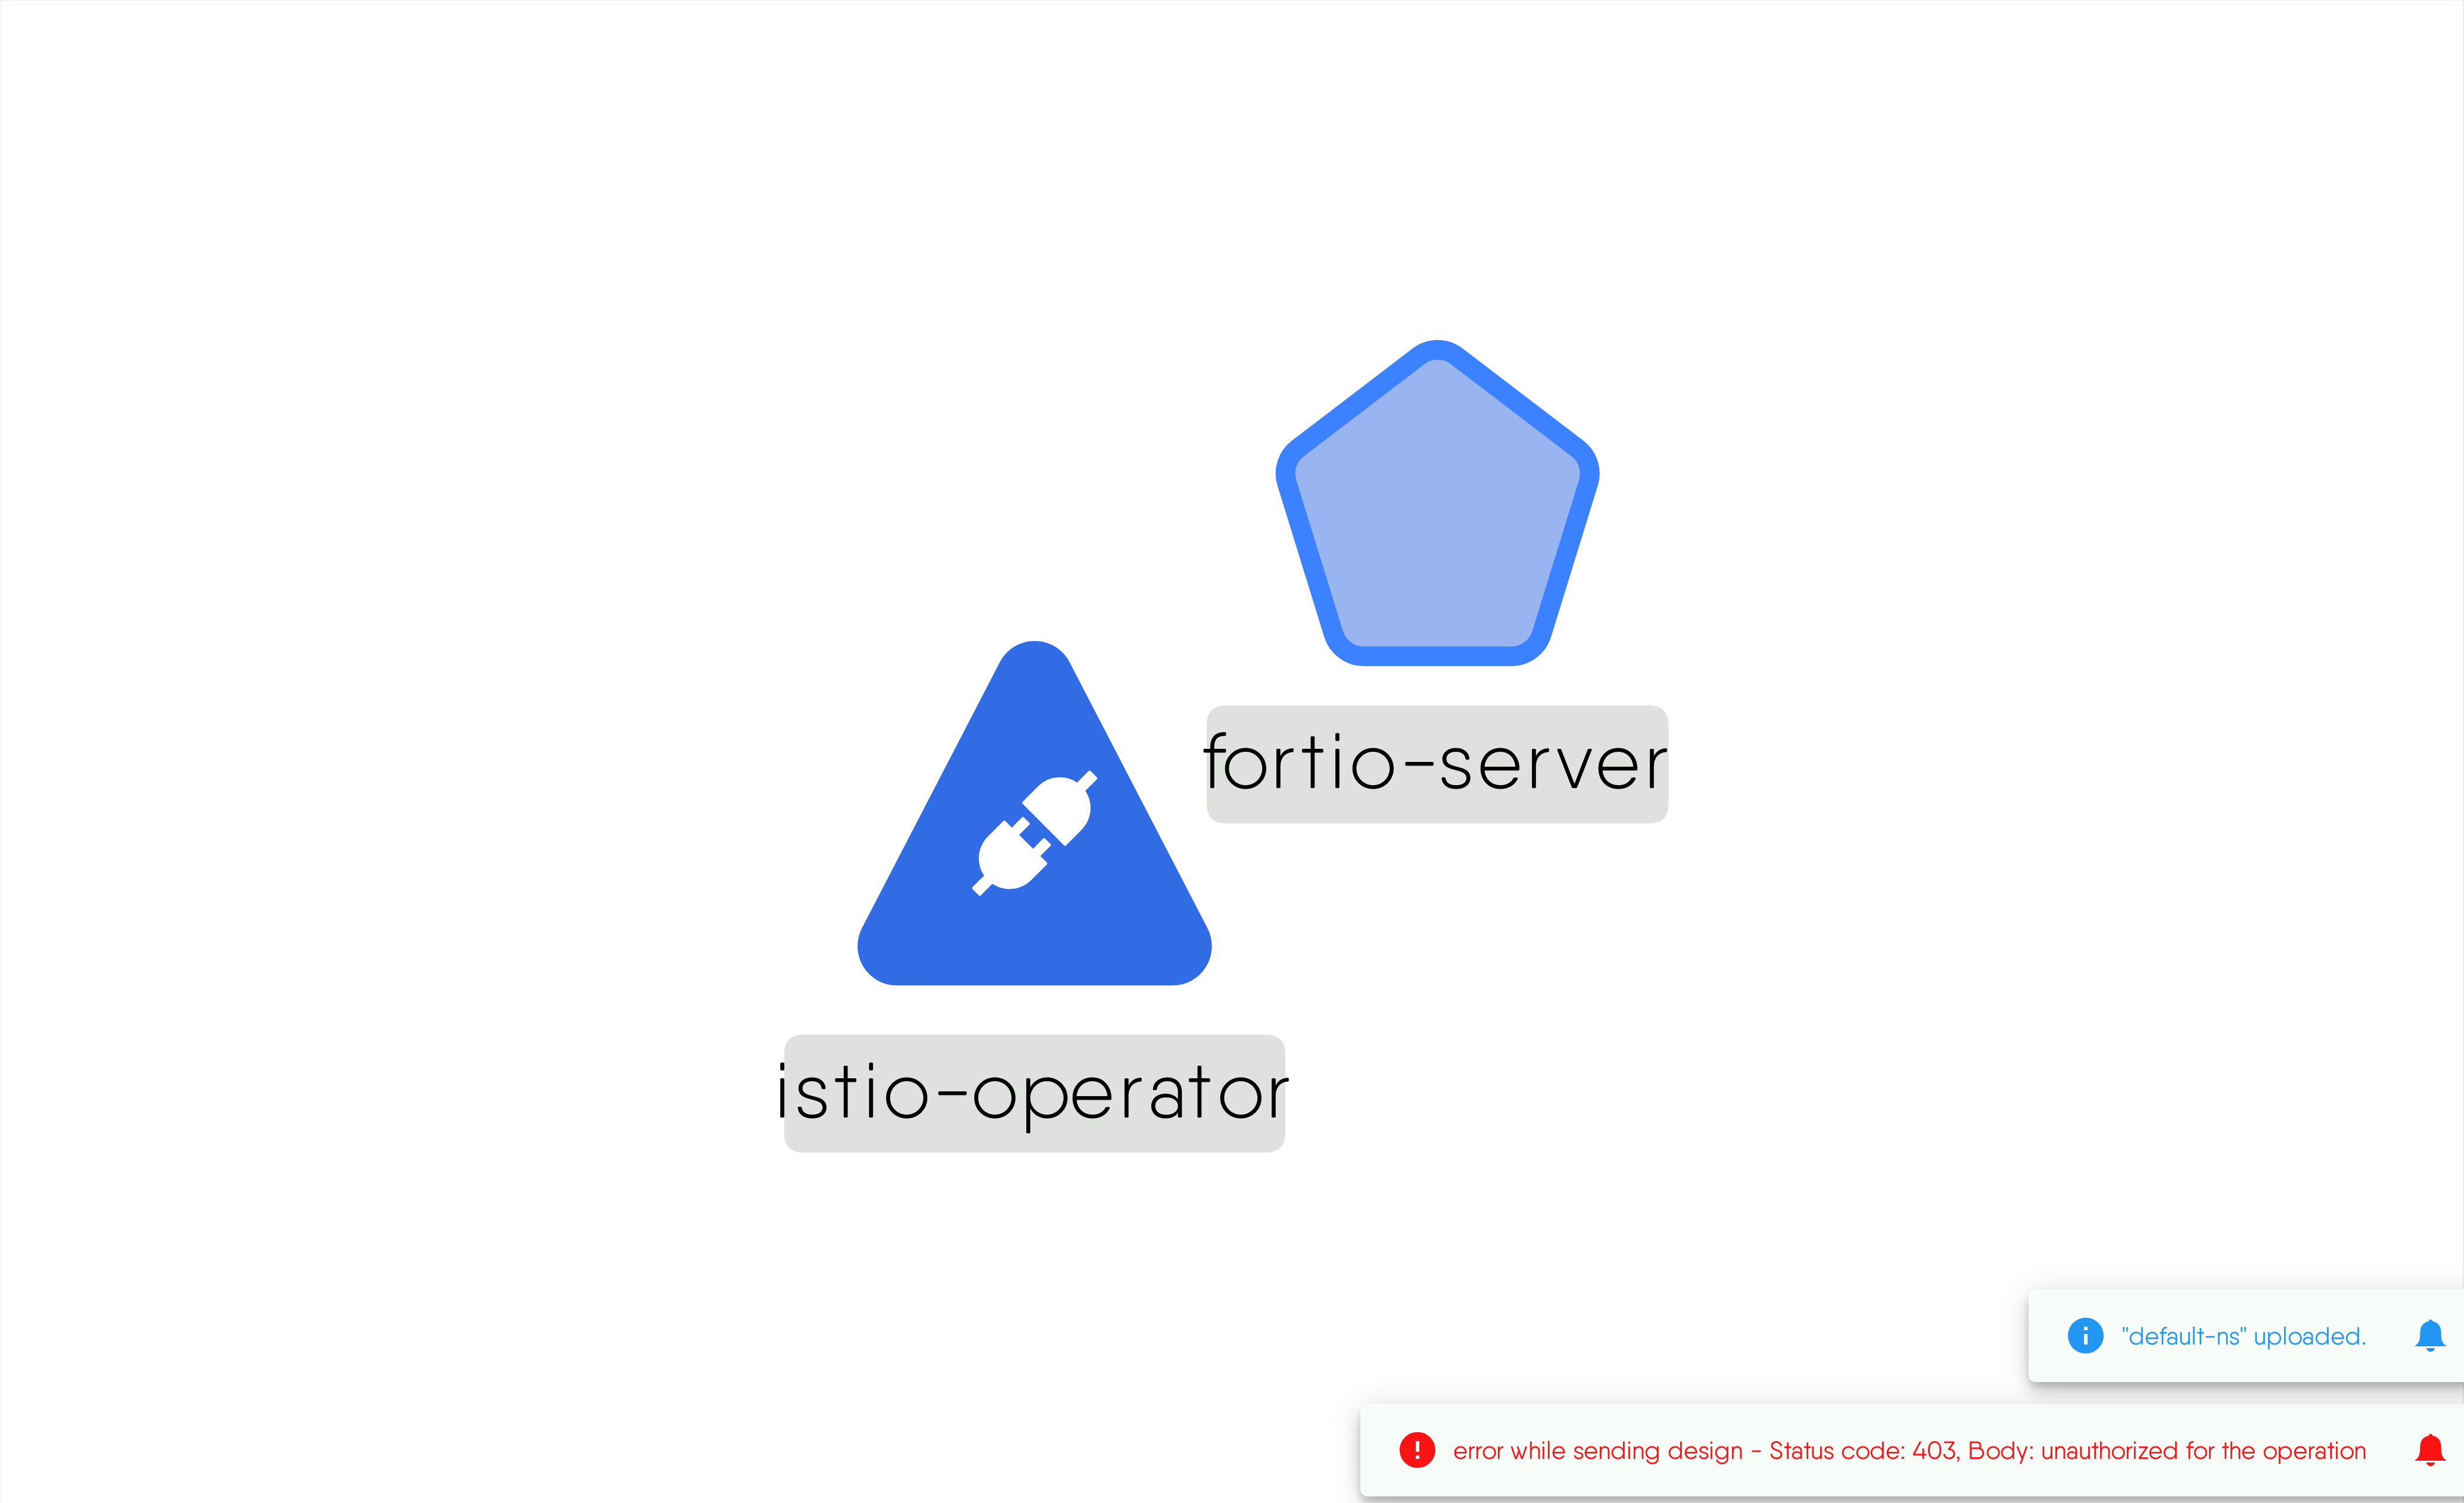 fortio-server
istio-operator
"default-ns" uploaded.
error while sending design - Status code: 403, Body: unauthorized for the operation